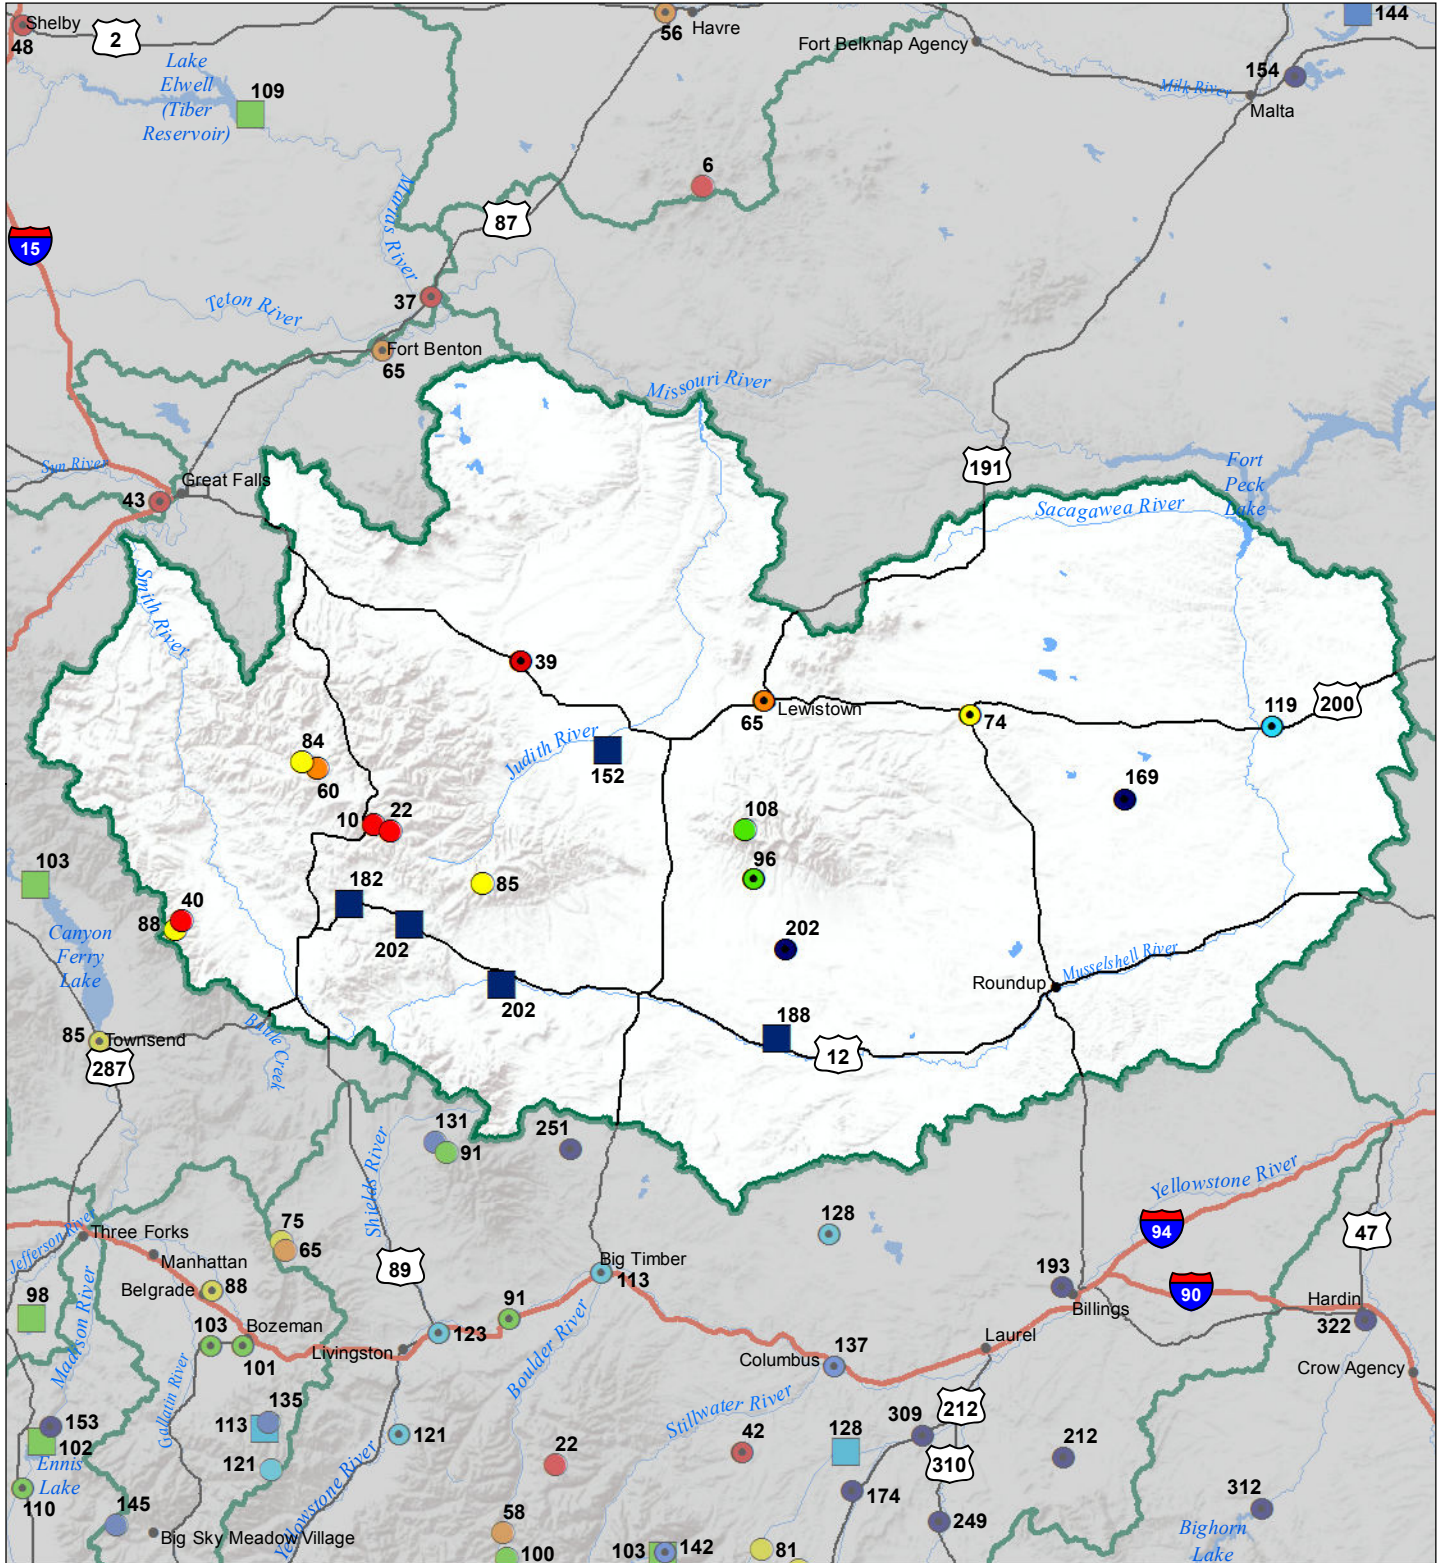 Shelby
48
2
56
Havre
Fort Belknap Agency
144
154
Milk River
Malta
Lake
Elwell
(Tiber
Reservoir)
109
6
Marias River
87
15
37
Teton River
Fort Benton
65
Missouri River
191
Fort
Peck
Lake
Sun River
Great Falls
43
Sacagawea River
Smith River
39
65
Lewistown
74
119
200
84
60
Judith River
152
169
10
22
108
96
103
182
85
40
88
202
202
Canyon
Ferry
Lake
202
Roundup
Musselshell River
188
12
85
Townsend
287
Battle Creek
131
91
251
Shields River
128
Yellowstone River
94
47
Three Forks
Jefferson River
75
65
Manhattan
Belgrade
88
89
Big Timber
113
193
Billings
90
Hardin
322
98
Madison River
103
Bozeman
101
Livingston
123
91
Boulder River
Columbus
137
Laurel
Crow Agency
Gallatin River
135
113
121
121
153
102
Ennis
Lake
110
145
Big Sky Meadow Village
Yellowstone River
22
Stillwater River
42
128
309
212
310
212
174
249
312
Bighorn
Lake
58
100
103
142
81